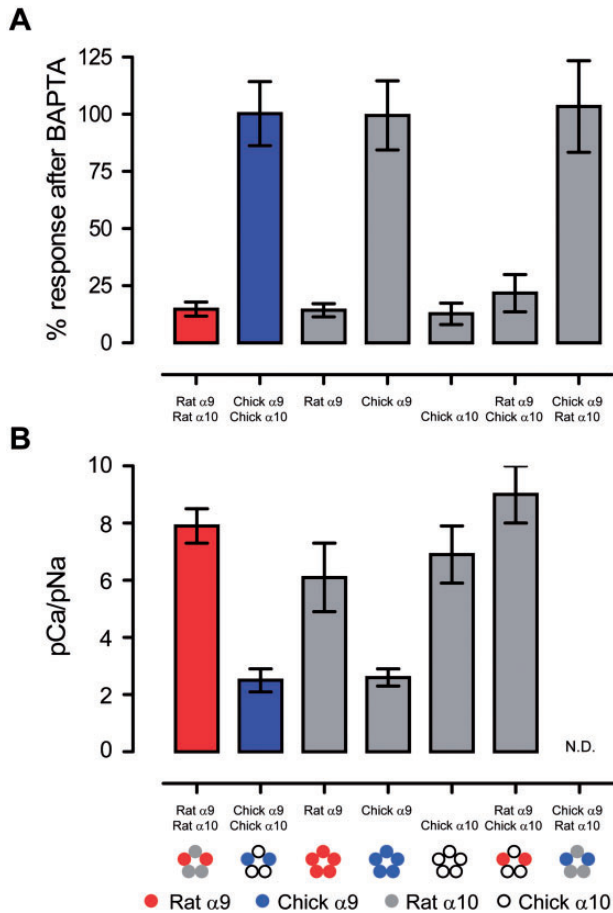 A
% response after BAPTA
125
100
75
50
25
0
Rat α9 Chick α9 Rat α9 Chick α9 Rat α9 Chick α9
Rat α10 Chick α10 Chick α10 Chick α10 Rat α10
B
pCa/pNa
10
8
6
4
2
0
N.D.
Rat α9 Chick α9 Rat α9 Chick α9 Rat α9 Chick α9
Rat α10 Chick α10 Chick α10 Chick α10 Rat α10
Rat α9 Chick α9 Rat α10 Chick α10